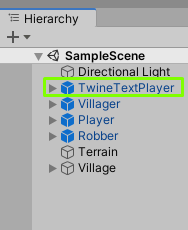 Hierarchy
SampleScene
Directional Light
TwineTextPlayer
Villager
Player
Robber
Terrain
Village